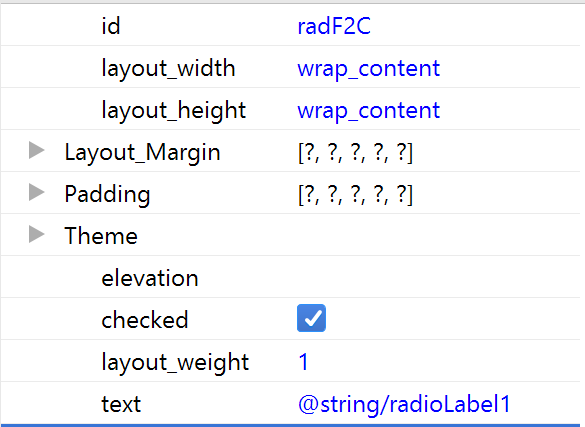 id radF2C
layout_width wrap_content
layout_height wrap_content
Layout_Margin [?, ?, ?, ?, ?]
Padding [?, ?, ?, ?, ?]
Theme
elevation
checked
layout_weight 1
text @string/radioLabel1